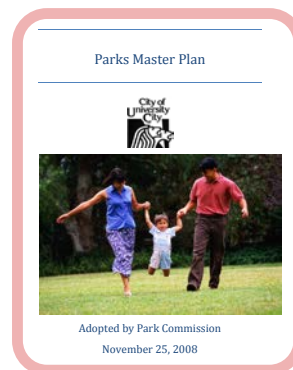 Parks Master Plan
City of
University
City
Adopted by Park Commission
November 25, 2008